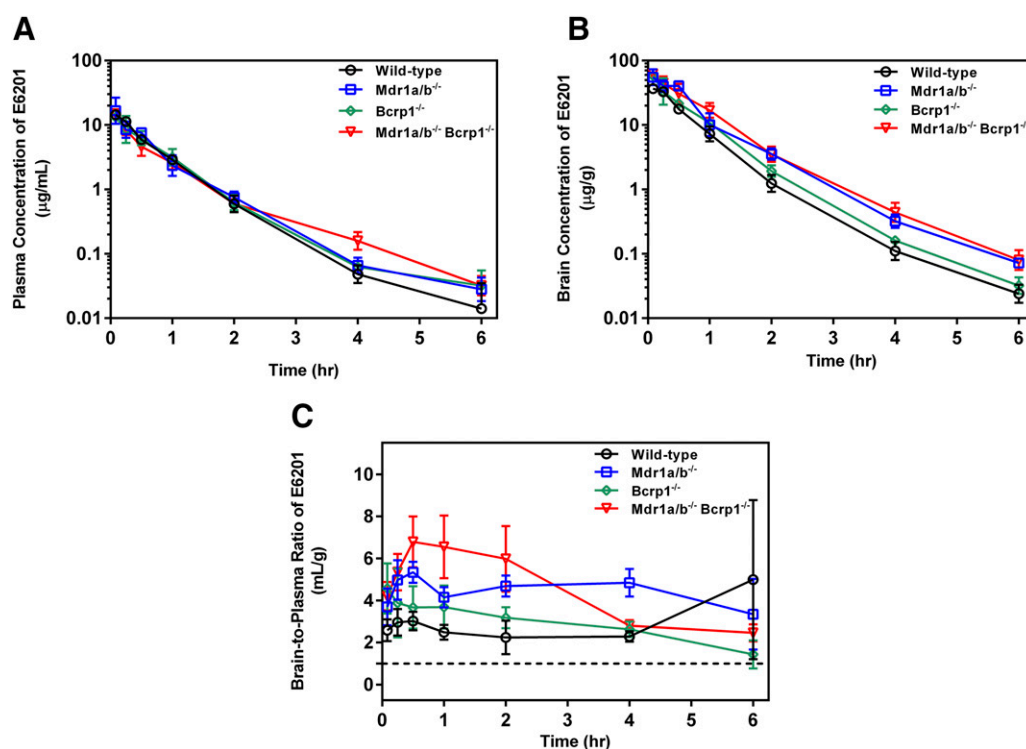 A
Plasma Concentration of E6201
(µg/mL)
100
10
1
0.1
0.01
Wild-type
Mdr1a/b-/-
Bcrp1-/-
Mdr1a/b-/- Bcrp1-/-
0 1 2 3 4 5 6
Time (hr)
B
Brain Concentration of E6201
(µg/g)
100
10
1
0.1
0.01
Wild-type
Mdr1a/b-/-
Bcrp1-/-
Mdr1a/b-/- Bcrp1-/-
0 1 2 3 4 5 6
Time (hr)
C
Brain-to-Plasma Ratio of E6201
(mL/g)
10
8
6
4
2
0
Wild-type
Mdr1a/b-/-
Bcrp1-/-
Mdr1a/b-/- Bcrp1-/-
0 1 2 3 4 5 6
Time (hr)